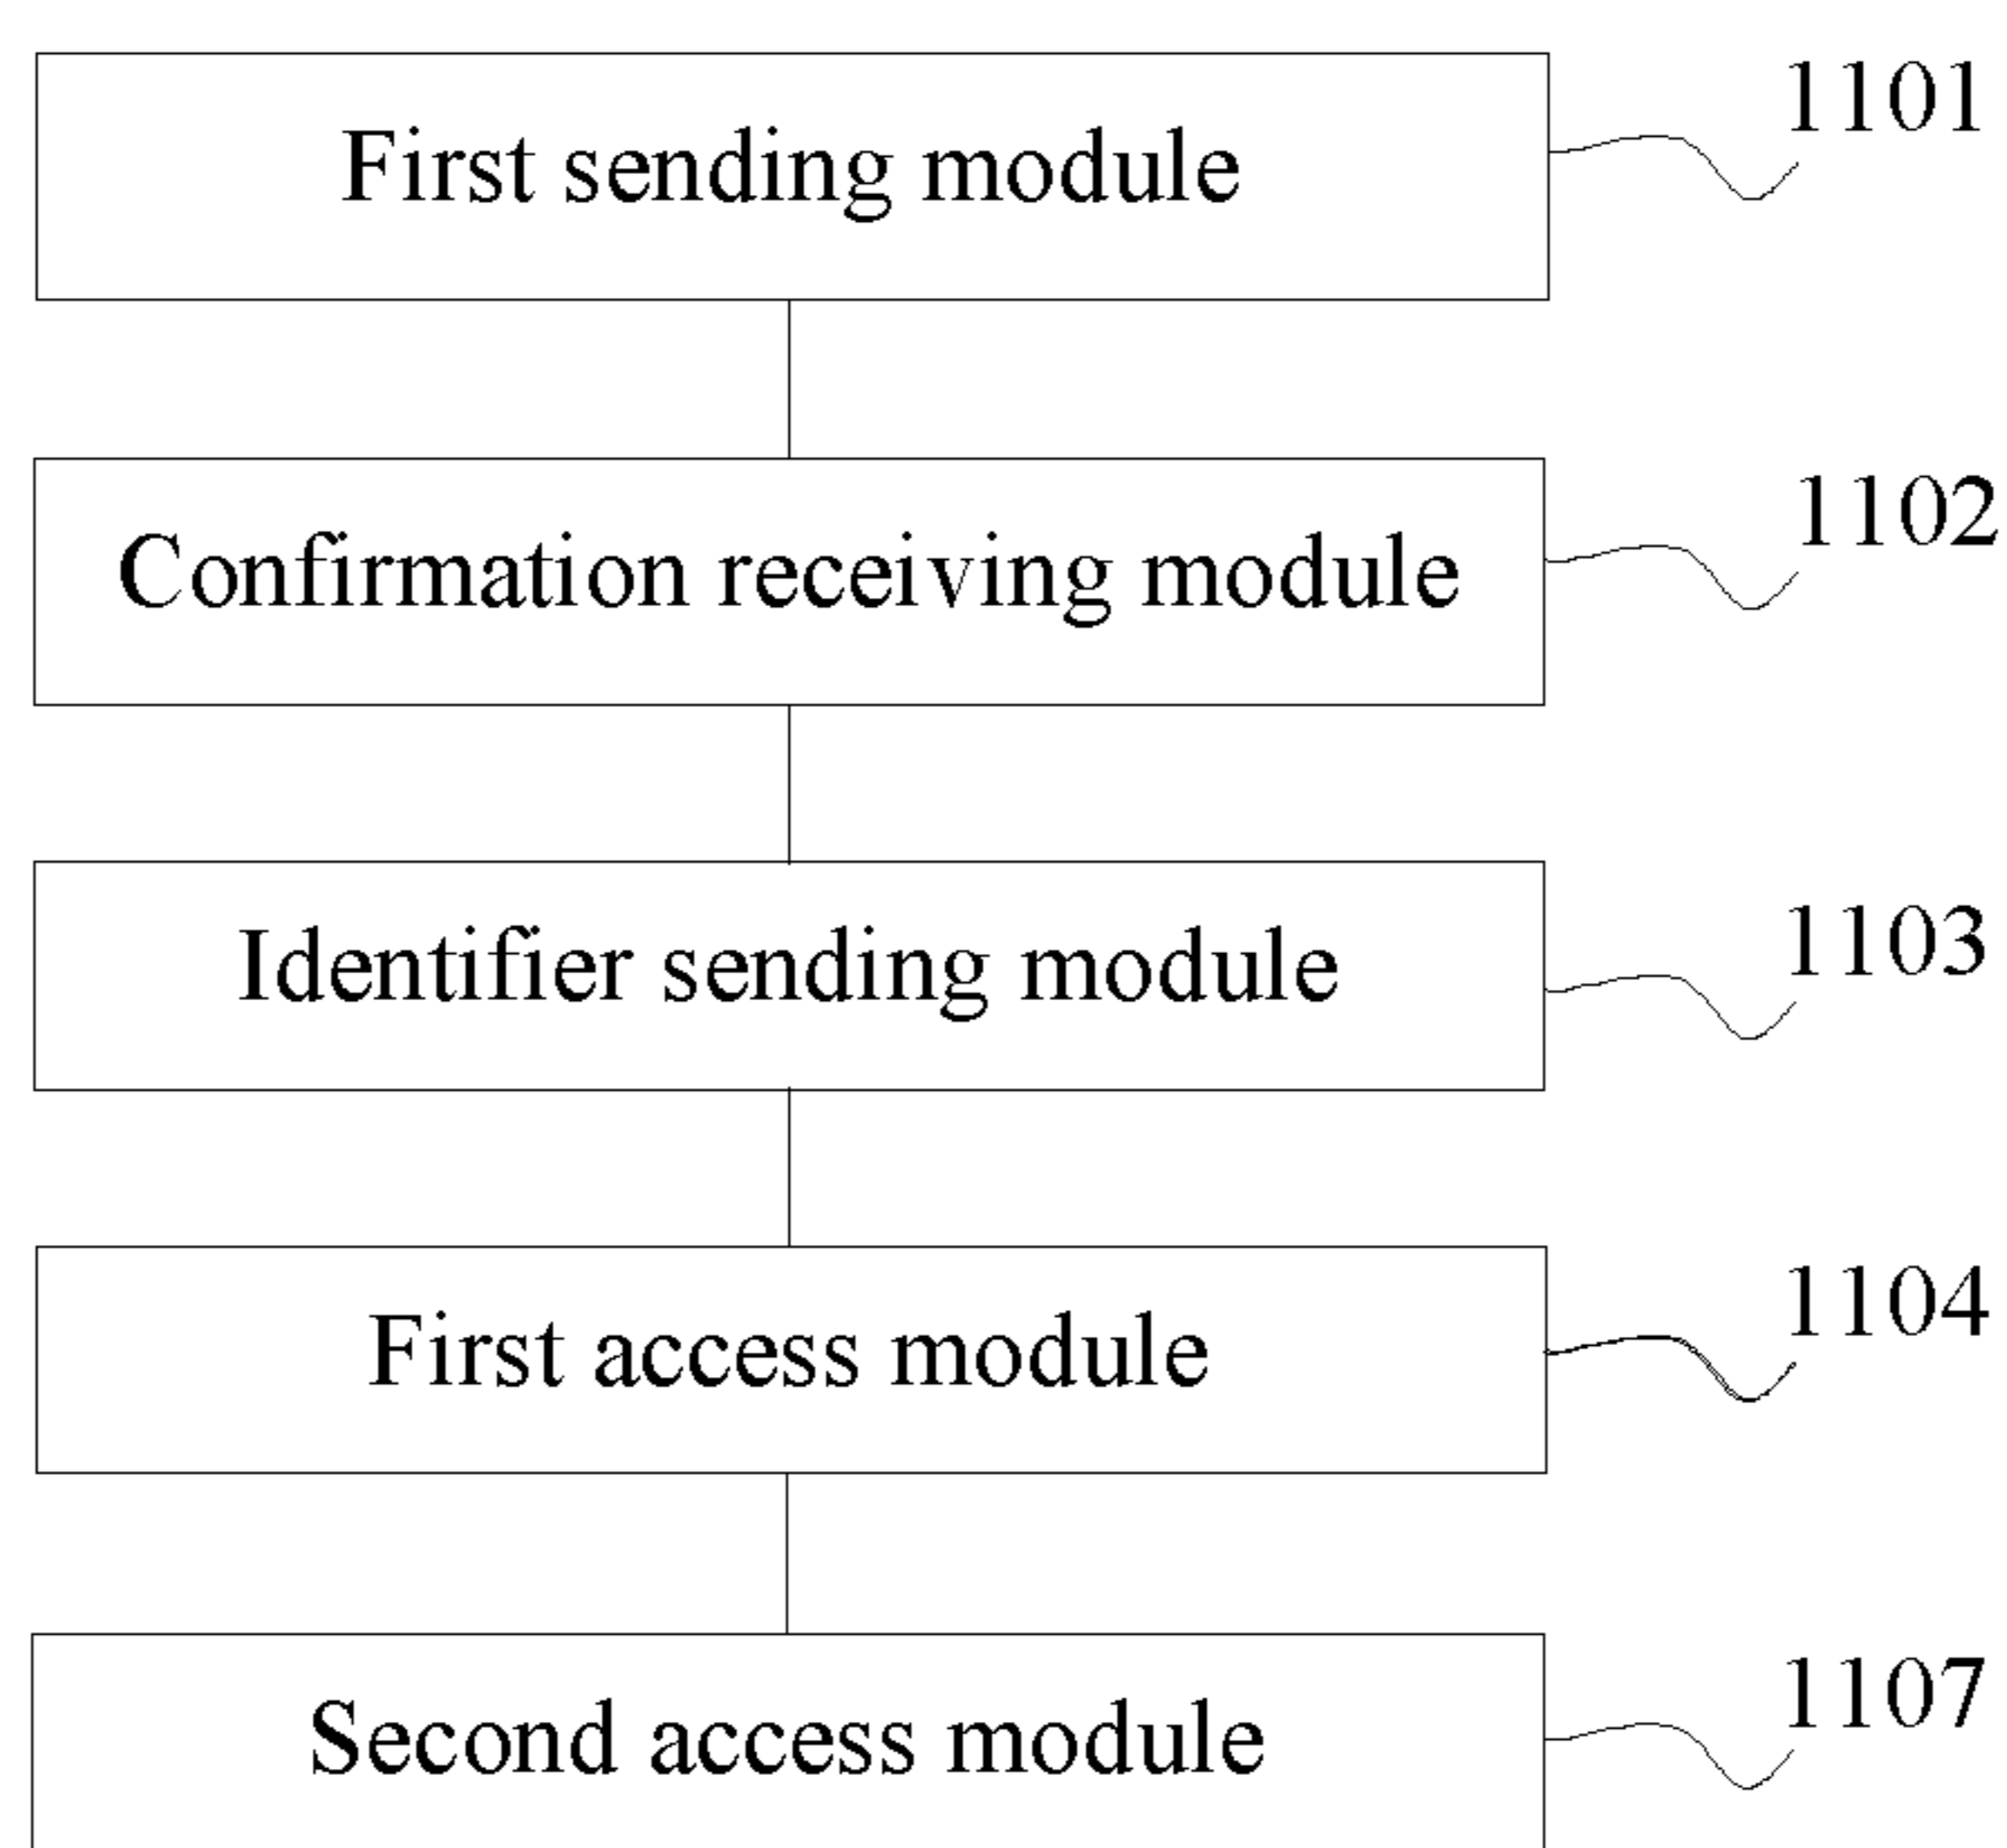 First sending module 1101
Confirmation receiving module 1102
Identifier sending module 1103
First access module 1104
Second access module 1107